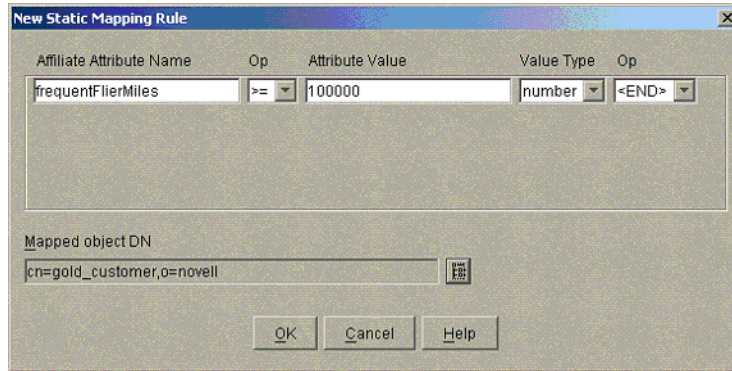 New Static Mapping Rule
Affiliate Attribute Name Op Attribute Value Value Type Op
frequentFlierMiles >= 100000 number <END>
Mapped object DN
cn=gold_customer,o=novell
OK Cancel Help